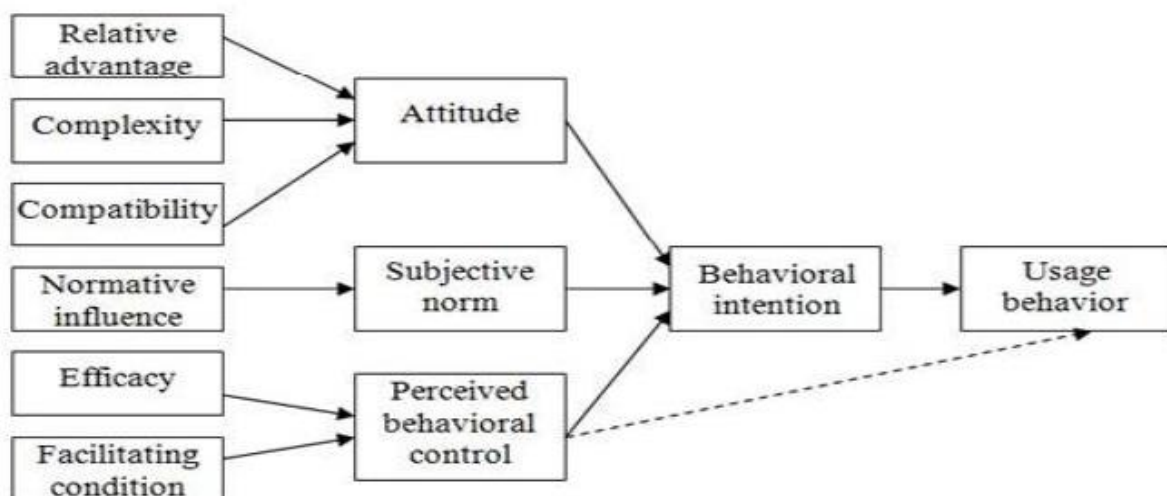 Relative
advantage
Complexity
Compatibility
Normative
influence
Efficacy
Facilitating
condition
Attitude
Subjective
norm
Perceived
behavioral
control
Behavioral
intention
Usage
behavior